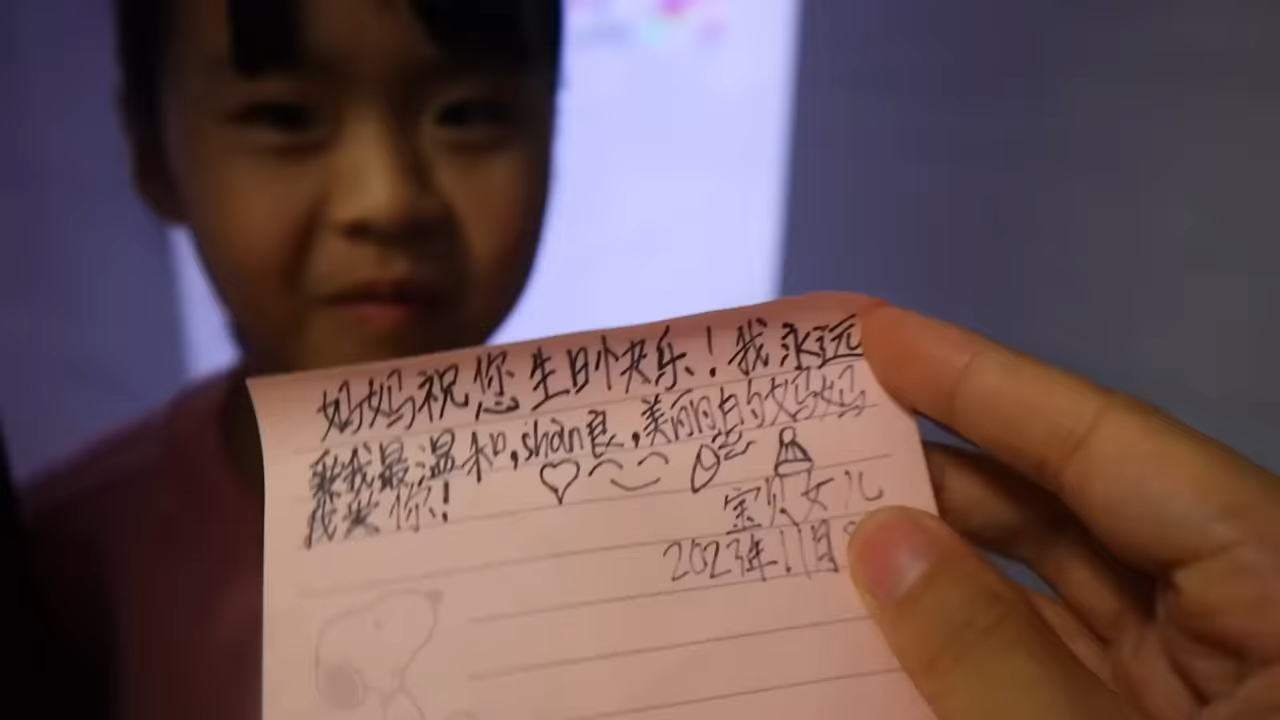 妈妈祝您生日快乐！我永远
我最温和,shan良,美丽的妈妈
我爱你!
宝贝女儿
2023年11月